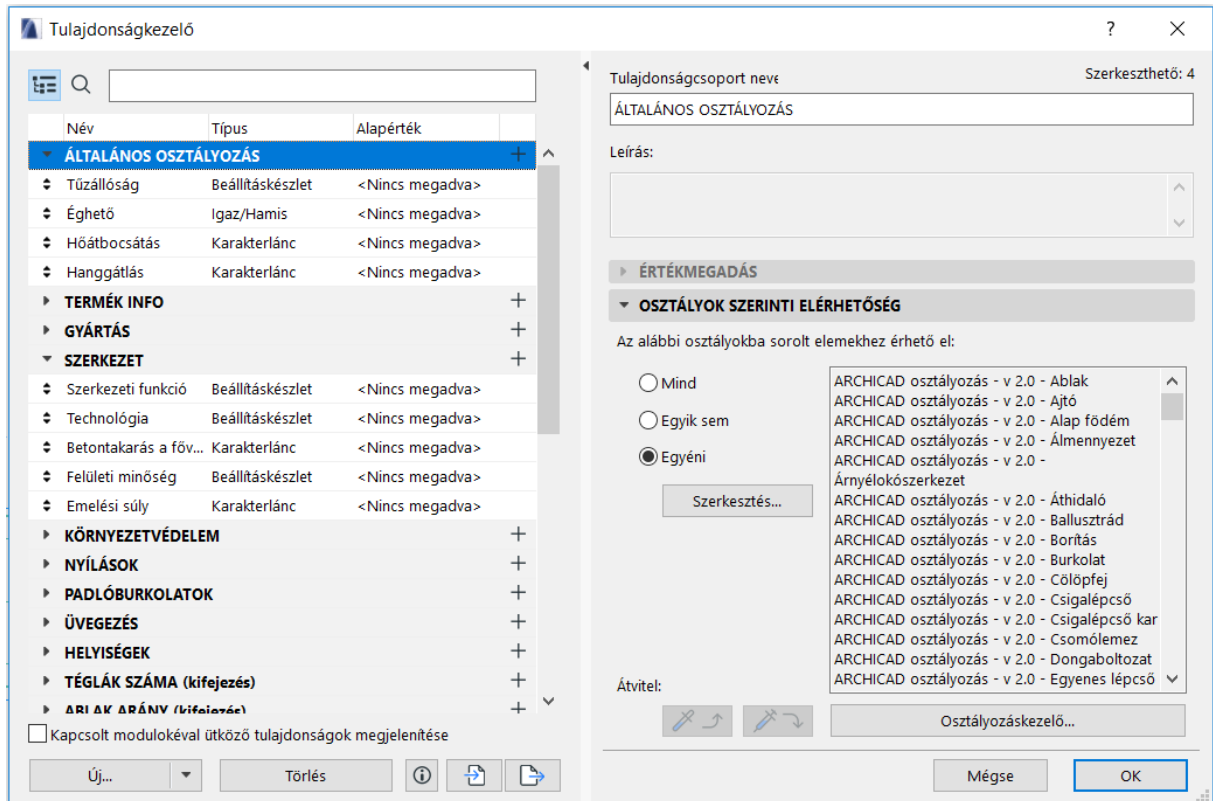 Tulajdonságkezelő
?
Név Típus Alapérték
ÁLTALÁNOS OSZTÁLYOZÁS
Tűzállóság Beállításkészlet <Nincs megadva>
Éghető Igaz/Hamis <Nincs megadva>
Hőátbocsátás Karakterlánc <Nincs megadva>
Hanggátlás Karakterlánc <Nincs megadva>
TERMÉK INFO
GYÁRTÁS
SZERKEZET
Szerkezeti funkció Beállításkészlet <Nincs megadva>
Technológia Beállításkészlet <Nincs megadva>
Betontakarás a főv... Karakterlánc <Nincs megadva>
Felületi minőség Beállításkészlet <Nincs megadva>
Emelési súly Karakterlánc <Nincs megadva>
KÖRNYEZETVÉDELEM
NYÍLÁSOK
PADLÓBURKOLATOK
ÜVEGEZÉS
HELYISÉGEK
TÉGLÁK SZÁMA (kifejezés)
ABLAK ARÁNY (kifejezés)
Kapcsolt modulokéval ütköző tulajdonságok megjelenítése
Új... Törlés
Tulajdonságcsoport neve Szerkeszthető: 4
ÁLTALÁNOS OSZTÁLYOZÁS
Leírás:
ÉRTÉKMEGADÁS
OSZTÁLYOK SZERINTI ELÉRHETŐSÉG
Az alábbi osztályokba sorolt elemekhez érhető el:
Mind
Egyik sem
Egyéni
Szerkesztés...
ARCHICAD osztályozás - v 2.0 - Ablak
ARCHICAD osztályozás - v 2.0 - Ajtó
ARCHICAD osztályozás - v 2.0 - Alap födém
ARCHICAD osztályozás - v 2.0 - Álmennyezet
ARCHICAD osztályozás - v 2.0 -
Árnyélokószerkezet
ARCHICAD osztályozás - v 2.0 - Áthidaló
ARCHICAD osztályozás - v 2.0 - Ballusztrád
ARCHICAD osztályozás - v 2.0 - Borítás
ARCHICAD osztályozás - v 2.0 - Burkolat
ARCHICAD osztályozás - v 2.0 - Cölöpfej
ARCHICAD osztályozás - v 2.0 - Csigalépcső
ARCHICAD osztályozás - v 2.0 - Csigalépcső kar
ARCHICAD osztályozás - v 2.0 - Csomólemez
ARCHICAD osztályozás - v 2.0 - Dongaboltozat
ARCHICAD osztályozás - v 2.0 - Egyenes lépcső
Átvitel:
Osztályozáskezelő...
Mégse OK